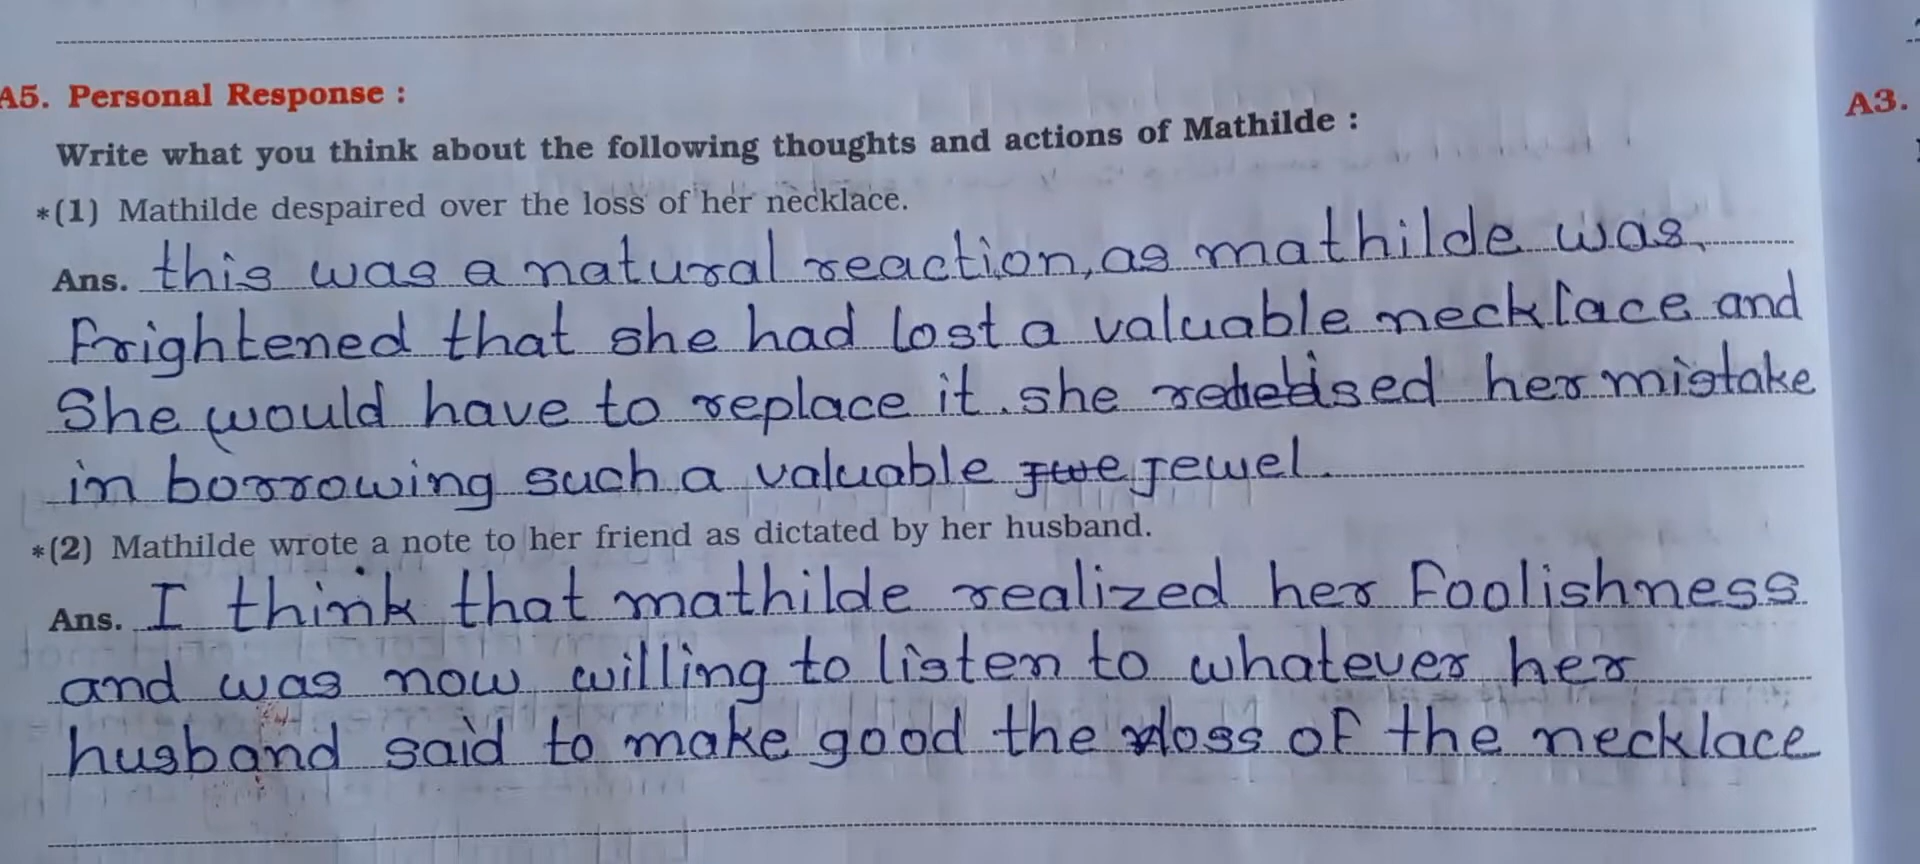 A5. Personal Response :
A3.
Write what you think about the following thoughts and actions of Mathilde :
*(1) Mathilde despaired over the loss of her necklace.
Ans. this was a natural reaction, as mathilde was
frightened that she had lost a valuable necklace and
She would have to replace it. she her mistake
in borrowing such a valuable jewel.
*(2) Mathilde wrote a note to her friend as dictated by her husband.
Ans. I think that mathilde realized her Foolishness
and was now willing to listen to whatever her
husband said to make good the loss of the necklace